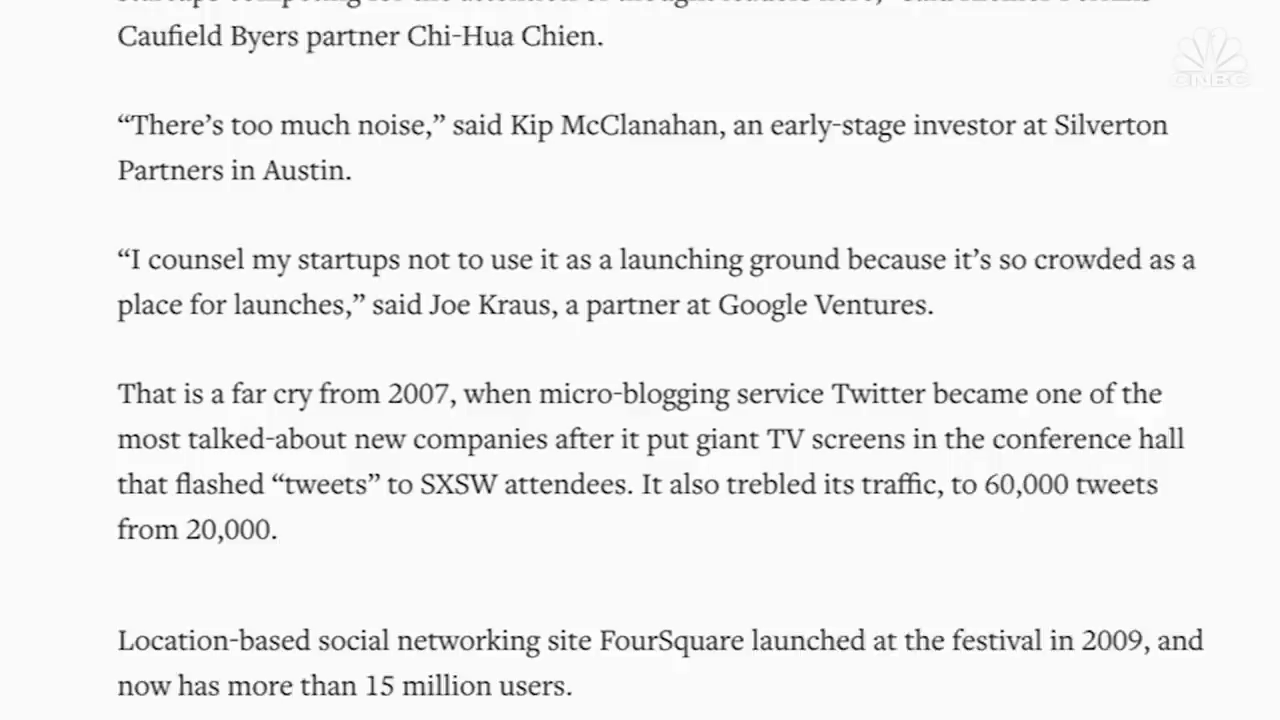 Caufield Byers partner Chi-Hua Chien.
“There’s too much noise,” said Kip McClanahan, an early-stage investor at Silverton
Partners in Austin.
“I counsel my startups not to use it as a launching ground because it’s so crowded as a
place for launches,” said Joe Kraus, a partner at Google Ventures.
That is a far cry from 2007, when micro-blogging service Twitter became one of the
most talked-about new companies after it put giant TV screens in the conference hall
that flashed “tweets” to SXSW attendees. It also trebled its traffic, to 60,000 tweets
from 20,000.
Location-based social networking site FourSquare launched at the festival in 2009, and
now has more than 15 million users.
CNBC